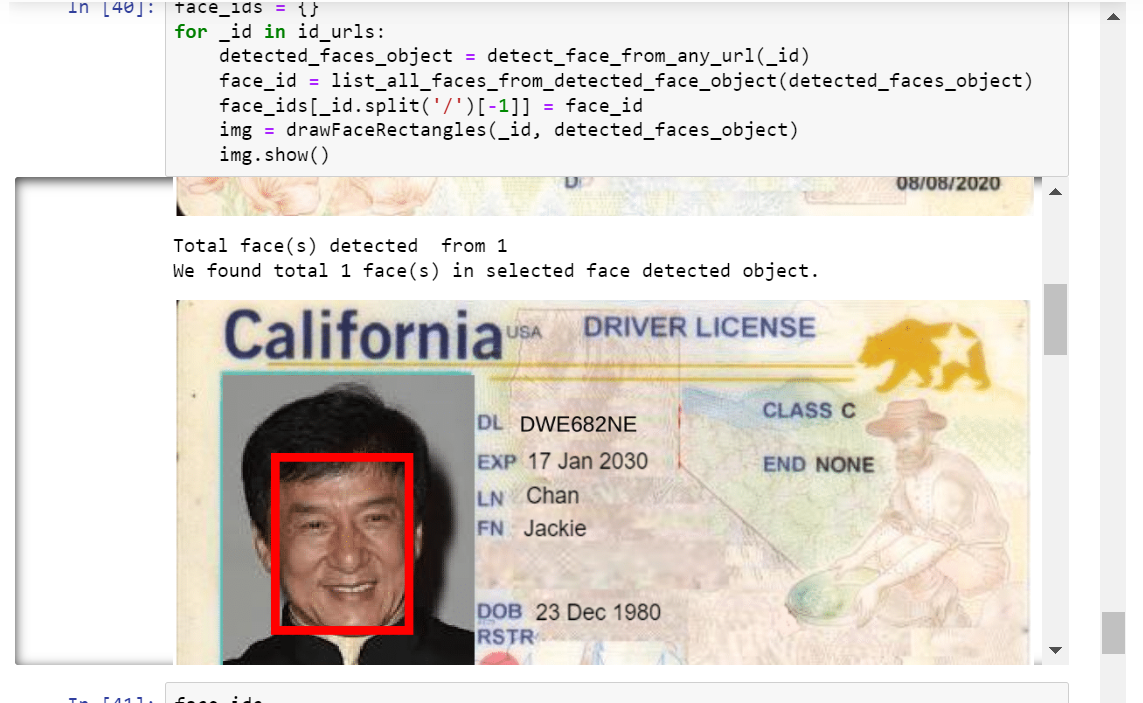 In [40]:
face_ids = {}
for _id in id_urls:
    detected_faces_object = detect_face_from_any_url(_id)
    face_id = list_all_faces_from_detected_face_object(detected_faces_object)
    face_ids[_id.split('/')[-1]] = face_id
    img = drawFaceRectangles(_id, detected_faces_object)
    img.show()
08/08/2020
Total face(s) detected  from 1
We found total 1 face(s) in selected face detected object.
California USA DRIVER LICENSE
CLASS C
DL DWE682NE
EXP 17 Jan 2030
END NONE
LN Chan
FN Jackie
DOB 23 Dec 1980
RSTR
In [41]:
face_ids